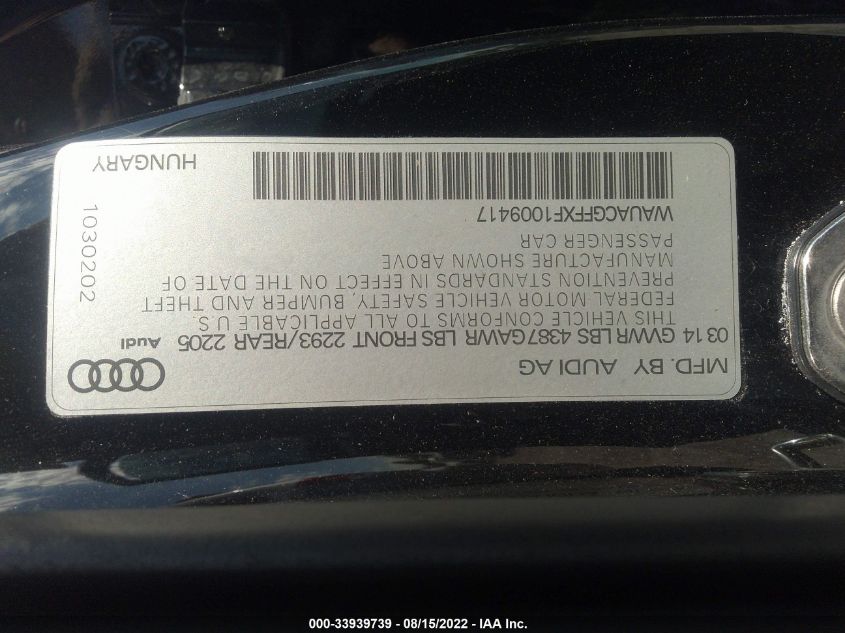 MFD. BY AUDI AG
03 14 GVWR LBS 4387 GAWR LBS FRONT 2293/REAR 2205 Audi
THIS VEHICLE CONFORMS TO ALL APPLICABLE U.S.
FEDERAL MOTOR VEHICLE SAFETY, BUMPER AND THEFT
PREVENTION STANDARDS IN EFFECT ON THE DATE OF
MANUFACTURE SHOWN ABOVE
PASSENGER CAR
WAUACGFFXF1009417
1030202
HUNGARY
000-33939739 - 08/15/2022 - IAA Inc.